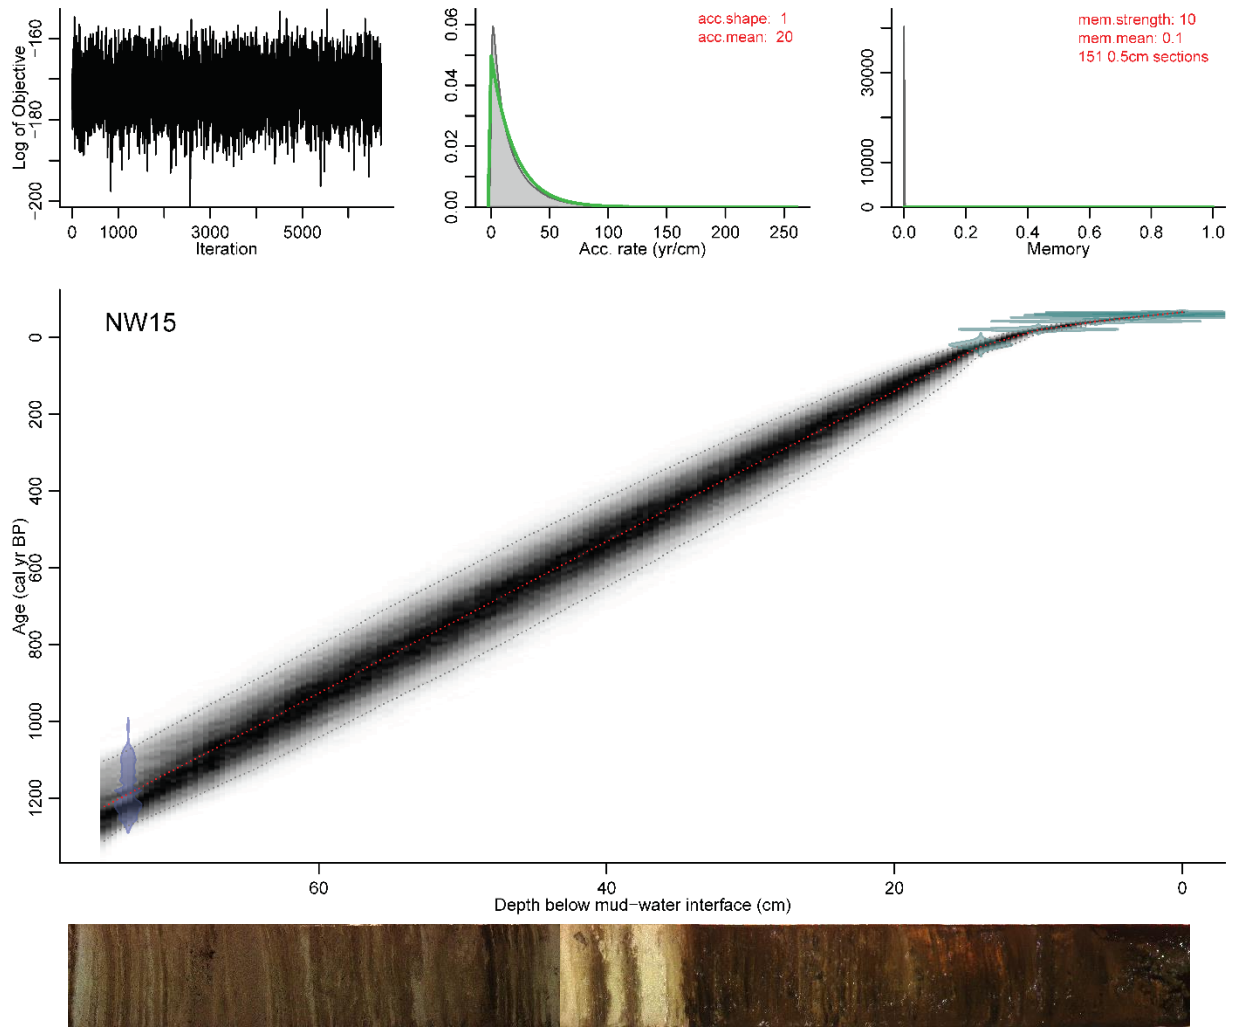 Log of Objective
-160
-180
-200
0 1000 3000 5000
Iteration
acc.shape: 1
acc.mean: 20
0.06
0.04
0.02
0.00
0 50 100 150 200 250
Acc. rate (yr/cm)
mem.strength: 10
mem.mean: 0.1
151 0.5cm sections
30000
10000
0
0.0 0.2 0.4 0.6 0.8 1.0
Memory
NW15
Age (cal yr BP)
0
200
400
600
800
1000
1200
60 40 20 0
Depth below mud-water interface (cm)